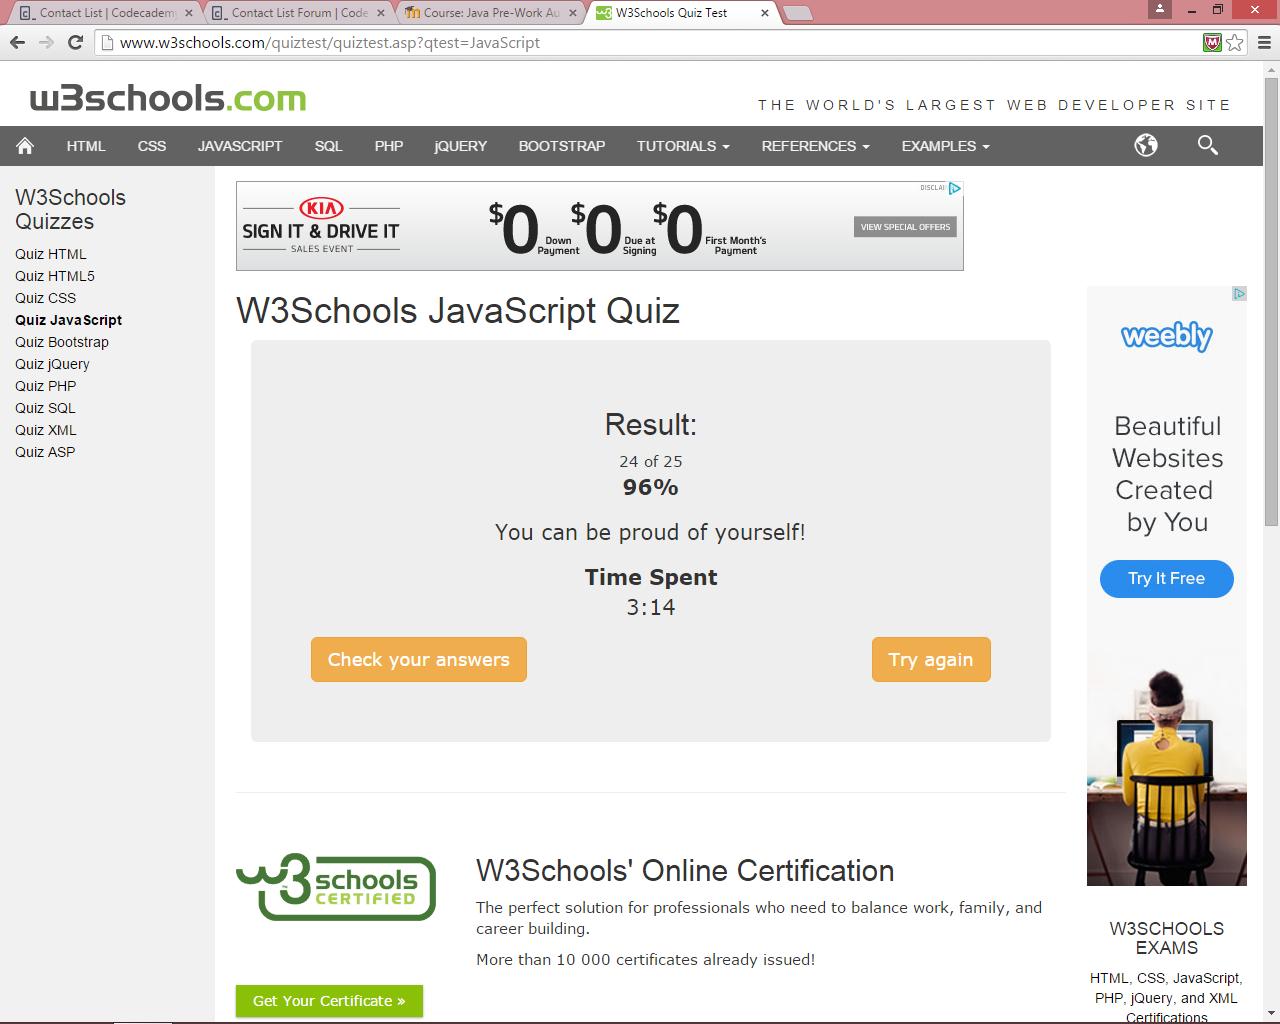 Contact List | Codecademy
Contact List Forum | Code
Course: Java Pre-Work Au
W3Schools Quiz Test
www.w3schools.com/quiztest/quiztest.asp?qtest=JavaScript
w3schools.com
THE WORLD'S LARGEST WEB DEVELOPER SITE
HTML CSS JAVASCRIPT SQL PHP jQUERY BOOTSTRAP TUTORIALS REFERENCES EXAMPLES
W3Schools
Quizzes
Quiz HTML
Quiz HTML5
Quiz CSS
Quiz JavaScript
Quiz Bootstrap
Quiz jQuery
Quiz PHP
Quiz SQL
Quiz XML
Quiz ASP
DISCLAI
KIA
SIGN IT & DRIVE IT
SALES EVENT
$0 Down Payment $0 Due at Signing $0 First Month's Payment
VIEW SPECIAL OFFERS
W3Schools JavaScript Quiz
Result:
24 of 25
96%
You can be proud of yourself!
Time Spent
3:14
Check your answers
Try again
weebly
Beautiful
Websites
Created
by You
Try It Free
w3schools
CERTIFIED
W3Schools' Online Certification
The perfect solution for professionals who need to balance work, family, and
career building.
More than 10 000 certificates already issued!
Get Your Certificate »
W3SCHOOLS
EXAMS
HTML, CSS, JavaScript,
PHP, jQuery, and XML
Certifications